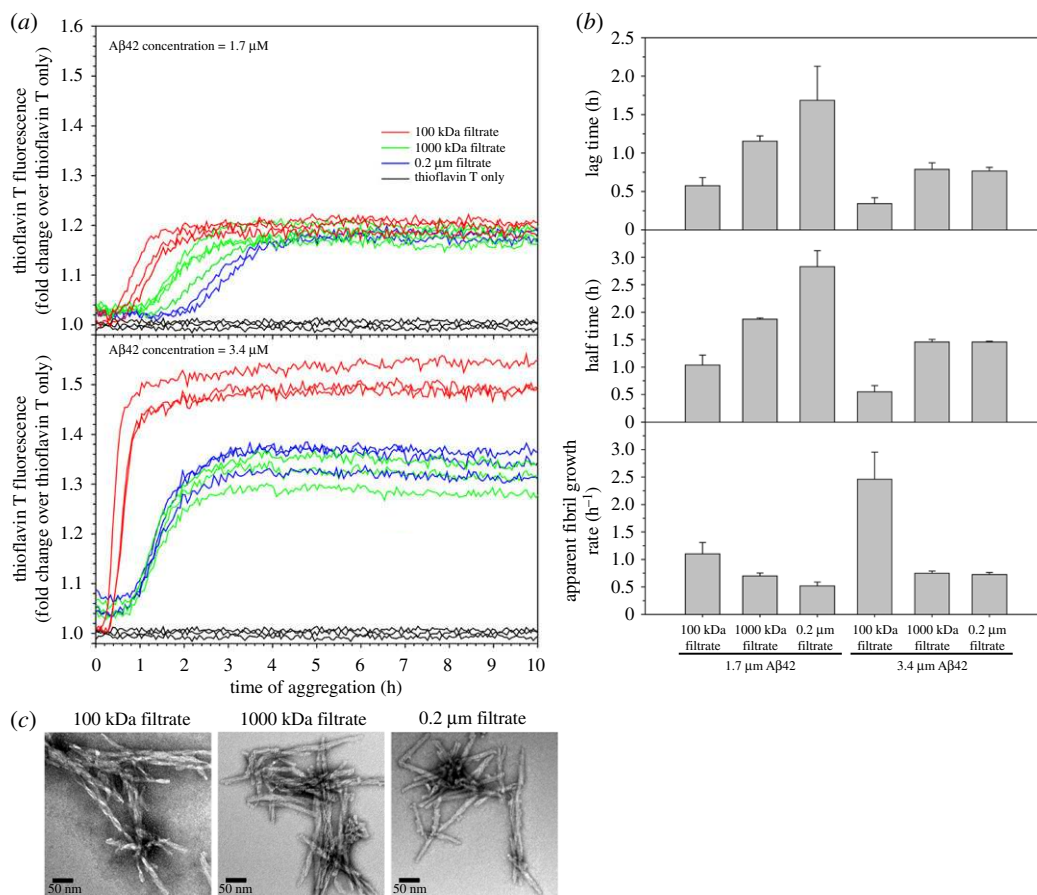 (a)
1.6
Aβ42 concentration = 1.7 µM
1.5
1.4
1.3
1.2
1.1
1.0
thioflavin T fluorescence
(fold change over thioflavin T only)
100 kDa filtrate
1000 kDa filtrate
0.2 µm filtrate
thioflavin T only
Aβ42 concentration = 3.4 µM
1.5
1.4
1.3
1.2
1.1
1.0
thioflavin T fluorescence
(fold change over thioflavin T only)
0 1 2 3 4 5 6 7 8 9 10
time of aggregation (h)
(b)
2.5
2.0
1.5
1.0
0.5
0
lag time (h)
3.0
2.5
2.0
1.5
1.0
0.5
0
half time (h)
3.0
2.5
2.0
1.5
1.0
0.5
0
apparent fibril growth
rate (h⁻¹)
100 kDa 1000 kDa 0.2 µm 100 kDa 1000 kDa 0.2 µm
filtrate filtrate filtrate filtrate filtrate filtrate
1.7 µm Aβ42 3.4 µm Aβ42
(c)
100 kDa filtrate 1000 kDa filtrate 0.2 µm filtrate
50 nm 50 nm 50 nm